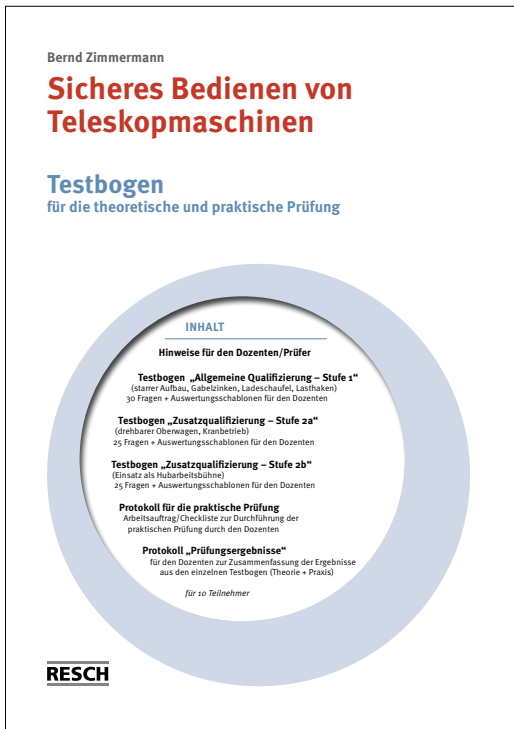 Bernd Zimmermann
Sicheres Bedienen von
Teleskopmaschinen
Testbogen
für die theoretische und praktische Prüfung
INHALT
Hinweise für den Dozenten/Prüfer
Testbogen „Allgemeine Qualifizierung – Stufe 1“
(starrer Aufbau, Gabelzinken, Ladeschaufel, Lasthaken)
30 Fragen + Auswertungsschablonen für den Dozenten
Testbogen „Zusatzqualifizierung – Stufe 2a“
(drehbarer Oberwagen, Kranbetrieb)
25 Fragen + Auswertungsschablonen für den Dozenten
Testbogen „Zusatzqualifizierung – Stufe 2b“
(Einsatz als Hubarbeitsbühne)
25 Fragen + Auswertungsschablonen für den Dozenten
Protokoll für die praktische Prüfung
Arbeitsauftrag/Checkliste zur Durchführung der
praktischen Prüfung durch den Dozenten
Protokoll „Prüfungsergebnisse“
für den Dozenten zur Zusammenfassung der Ergebnisse
aus den einzelnen Testbogen (Theorie + Praxis)
für 10 Teilnehmer
RESCH